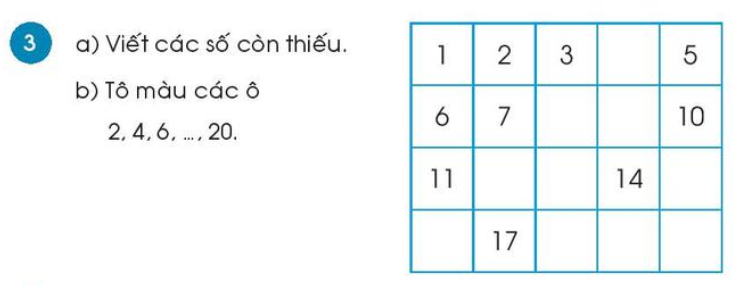 3 a) Viết các số còn thiếu.
b) Tô màu các ô
2, 4, 6, ..., 20.
1 2 3 5
6 7 10
11 14
17